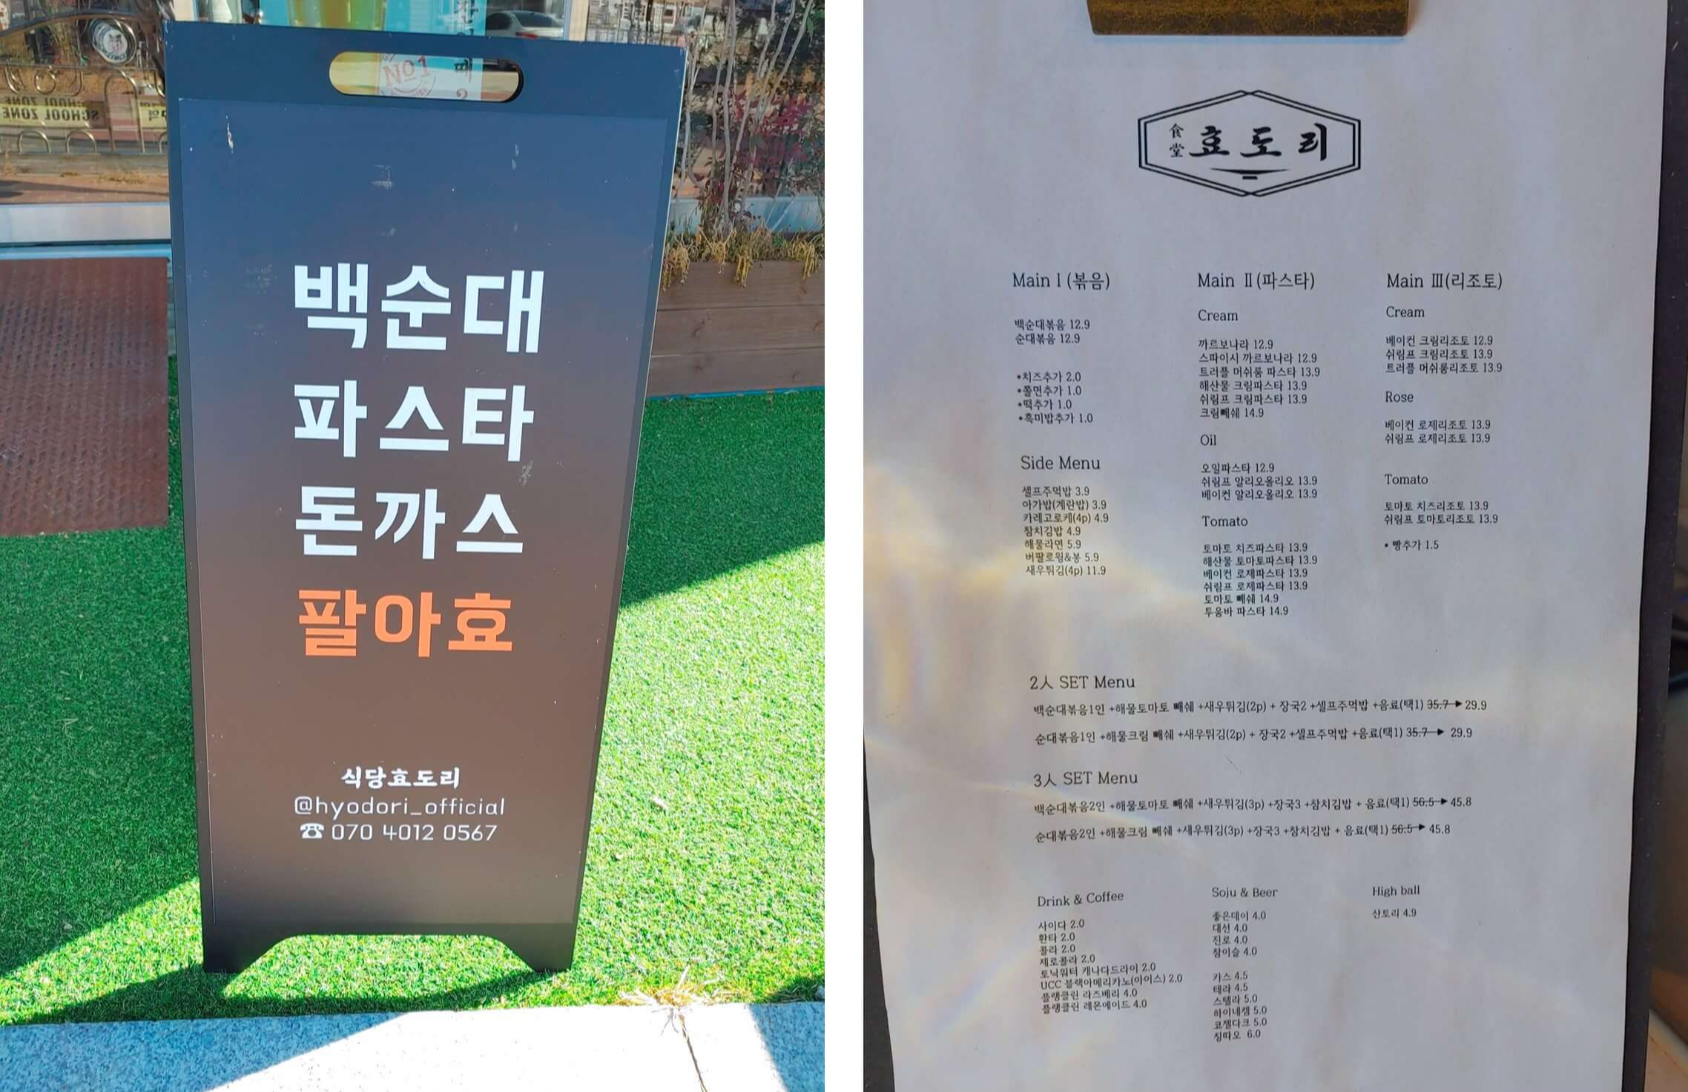 No1
SCHOOL ZONE
백순대
파스타
돈까스
팔아효
식당효도리
@hyodori_official
☎ 070 4012 0567
食堂 효도리
Main Ⅰ (볶음)
백순대볶음 12.9
순대볶음 12.9
*치즈추가 2.0
*쫄면추가 1.0
*떡추가 1.0
*흑미밥추가 1.0
Side Menu
셀프주먹밥 3.9
아가밥(계란밥) 3.9
카레고로케(4p) 4.9
참치김밥 4.9
해물라면 5.9
버팔로윙&봉 5.9
새우튀김(4p) 11.9
Main Ⅱ (파스타)
Cream
까르보나라 12.9
스파이시 까르보나라 12.9
트러플 머쉬룸 파스타 13.9
해산물 크림파스타 13.9
쉬림프 크림파스타 13.9
크림빼쉐 14.9
Oil
오일파스타 12.9
쉬림프 알리오올리오 13.9
베이컨 알리오올리오 13.9
Tomato
토마토 치즈파스타 13.9
해산물 토마토파스타 13.9
베이컨 로제파스타 13.9
쉬림프 로제파스타 13.9
토마토 빼쉐 14.9
투움바 파스타 14.9
Main Ⅲ(리조토)
Cream
베이컨 크림리조토 12.9
쉬림프 크림리조토 13.9
트러플 머쉬룸리조토 13.9
Rose
베이컨 로제리조토 13.9
쉬림프 로제리조토 13.9
Tomato
토마토 치즈리조토 13.9
쉬림프 토마토리조토 13.9
* 빵추가 1.5
2人 SET Menu
백순대볶음1인 +해물토마토 빼쉐 +새우튀김(2p) + 장국2 +셀프주먹밥 +음료(택1) 35.7→ 29.9
순대볶음1인 +해물크림 빼쉐 +새우튀김(2p) + 장국2 +셀프주먹밥 +음료(택1) 35.7→ 29.9
3人 SET Menu
백순대볶음2인 +해물토마토 빼쉐 +새우튀김(3p) +장국3 +참치김밥 + 음료(택1) 56.5→ 45.8
순대볶음2인 +해물크림 빼쉐 +새우튀김(3p) +장국3 +참치김밥 + 음료(택1) 56.5→ 45.8
Drink & Coffee
사이다 2.0
환타 2.0
콜라 2.0
제로콜라 2.0
토닉워터 캐나다드라이 2.0
UCC 블랙아메리카노(아이스) 2.0
플랭클린 라즈베리 4.0
플랭클린 레몬에이드 4.0
Soju & Beer
좋은데이 4.0
대선 4.0
진로 4.0
참이슬 4.0
카스 4.5
테라 4.5
스텔라 5.0
하이네켄 5.0
코젤다크 5.0
칭따오 6.0
High ball
산토리 4.9